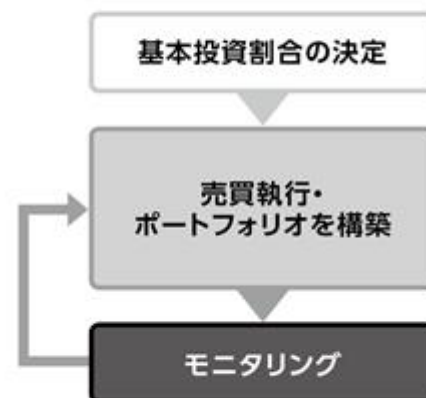 基本投資割合の決定
売買執行・
ポートフォリオを構築
モニタリング